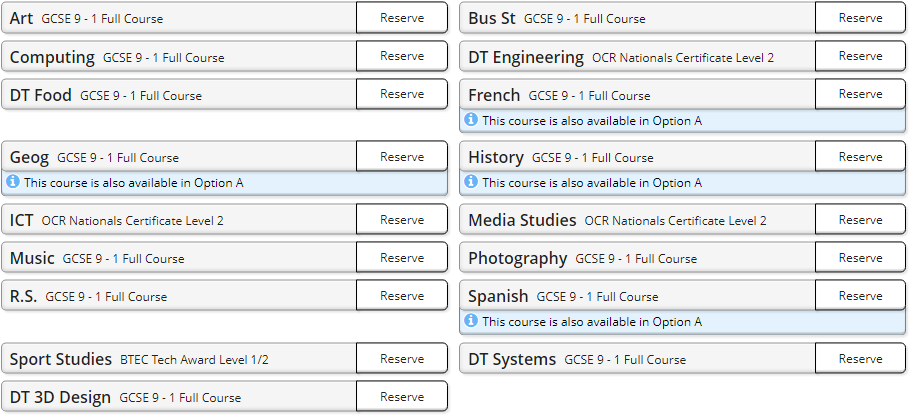 Art GCSE 9 - 1 Full Course Reserve
Bus St GCSE 9 - 1 Full Course Reserve
Computing GCSE 9 - 1 Full Course Reserve
DT Engineering OCR Nationals Certificate Level 2 Reserve
DT Food GCSE 9 - 1 Full Course Reserve
French GCSE 9 - 1 Full Course Reserve
This course is also available in Option A
Geog GCSE 9 - 1 Full Course Reserve
This course is also available in Option A
History GCSE 9 - 1 Full Course Reserve
This course is also available in Option A
ICT OCR Nationals Certificate Level 2 Reserve
Media Studies OCR Nationals Certificate Level 2 Reserve
Music GCSE 9 - 1 Full Course Reserve
Photography GCSE 9 - 1 Full Course Reserve
R.S. GCSE 9 - 1 Full Course Reserve
Spanish GCSE 9 - 1 Full Course Reserve
This course is also available in Option A
Sport Studies BTEC Tech Award Level 1/2 Reserve
DT Systems GCSE 9 - 1 Full Course Reserve
DT 3D Design GCSE 9 - 1 Full Course Reserve